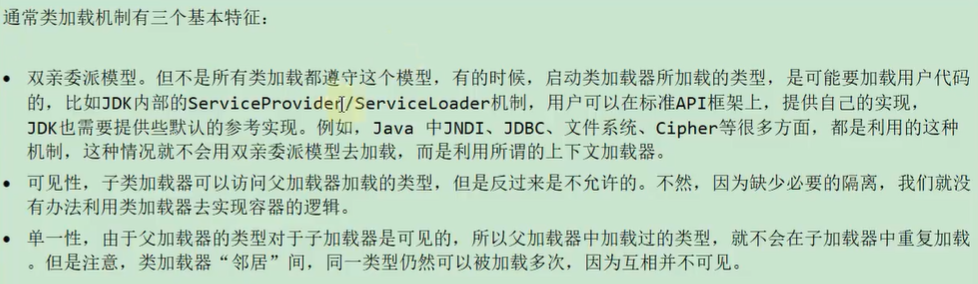 通常类加载机制有三个基本特征：
• 双亲委派模型。但不是所有类加载都遵守这个模型，有的时候，启动类加载器所加载的类型，是可能要加载用户代码
的，比如JDK内部的ServiceProvider/ServiceLoader机制，用户可以在标准API框架上，提供自己的实现，
JDK也需要提供些默认的参考实现。例如，Java 中JNDI、JDBC、文件系统、Cipher等很多方面，都是利用的这种
机制，这种情况就不会用双亲委派模型去加载，而是利用所谓的上下文加载器。
• 可见性，子类加载器可以访问父加载器加载的类型，但是反过来是不允许的。不然，因为缺少必要的隔离，我们就没
有办法利用类加载器去实现容器的逻辑。
• 单一性，由于父加载器的类型对于子加载器是可见的，所以父加载器中加载过的类型，就不会在子加载器中重复加载
。但是注意，类加载器“邻居”间，同一类型仍然可以被加载多次，因为互相并不可见。